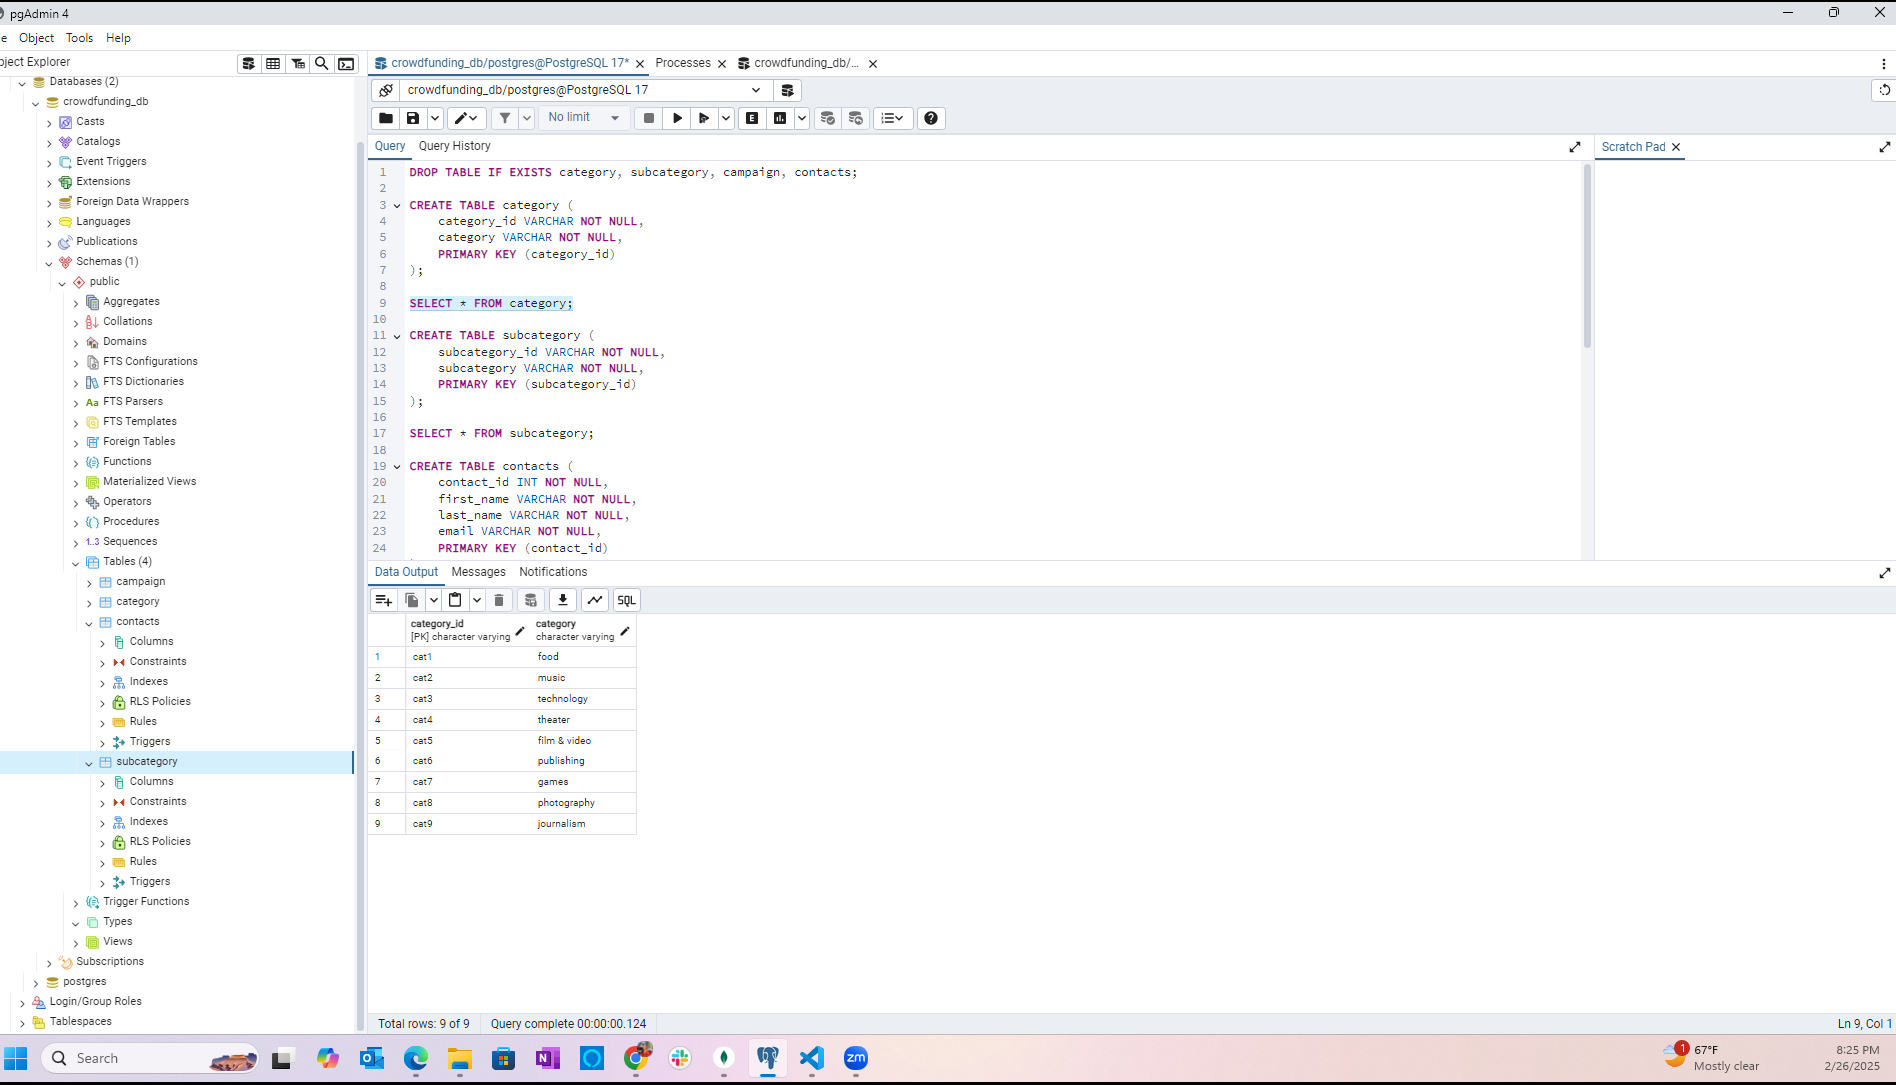 pgAdmin 4
e Object Tools Help
bject Explorer
Databases (2)
crowdfunding_db
Casts
Catalogs
Event Triggers
Extensions
Foreign Data Wrappers
Languages
Publications
Schemas (1)
public
Aggregates
Collations
Domains
FTS Configurations
FTS Dictionaries
Aa FTS Parsers
FTS Templates
Foreign Tables
Functions
Materialized Views
Operators
Procedures
1..3 Sequences
Tables (4)
campaign
category
contacts
Columns
Constraints
Indexes
RLS Policies
Rules
Triggers
subcategory
Columns
Constraints
Indexes
RLS Policies
Rules
Triggers
Trigger Functions
Types
Views
Subscriptions
postgres
Login/Group Roles
Tablespaces
crowdfunding_db/postgres@PostgreSQL 17* Processes crowdfunding_db/...
crowdfunding_db/postgres@PostgreSQL 17
No limit E
Query Query History
Scratch Pad
1 DROP TABLE IF EXISTS category, subcategory, campaign, contacts;
2
3 CREATE TABLE category (
4 category_id VARCHAR NOT NULL,
5 category VARCHAR NOT NULL,
6 PRIMARY KEY (category_id)
7 );
8
9 SELECT * FROM category;
10
11 CREATE TABLE subcategory (
12 subcategory_id VARCHAR NOT NULL,
13 subcategory VARCHAR NOT NULL,
14 PRIMARY KEY (subcategory_id)
15 );
16
17 SELECT * FROM subcategory;
18
19 CREATE TABLE contacts (
20 contact_id INT NOT NULL,
21 first_name VARCHAR NOT NULL,
22 last_name VARCHAR NOT NULL,
23 email VARCHAR NOT NULL,
24 PRIMARY KEY (contact_id)
Data Output Messages Notifications
SQL
category_id category
[PK] character varying character varying
1 cat1 food
2 cat2 music
3 cat3 technology
4 cat4 theater
5 cat5 film & video
6 cat6 publishing
7 cat7 games
8 cat8 photography
9 cat9 journalism
Total rows: 9 of 9 Query complete 00:00:00.124 Ln 9, Col 1
Search
zm
1
67°F
Mostly clear
8:25 PM
2/26/2025